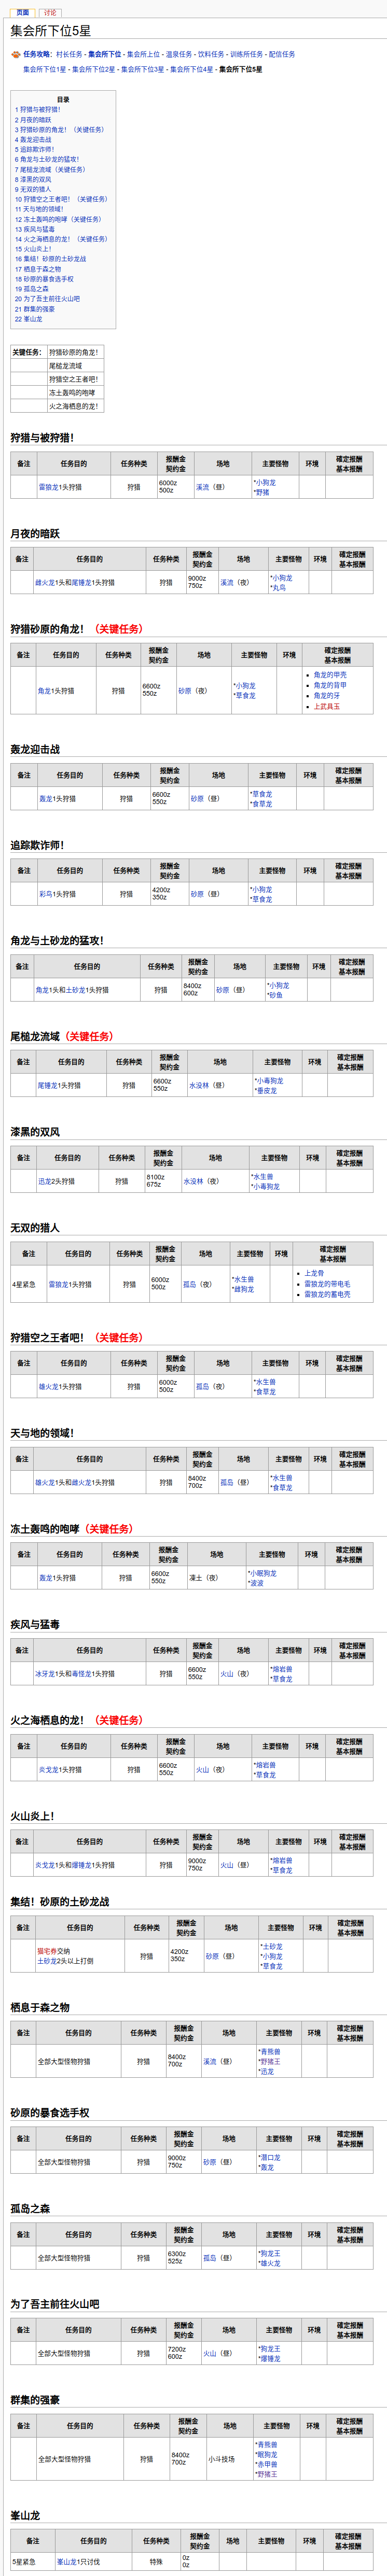 页面
讨论
集会所下位5星
任务攻略：村长任务 - 集会所下位 - 集会所上位 - 温泉任务 - 饮料任务 - 训练所任务 - 配信任务
集会所下位1星 - 集会所下位2星 - 集会所下位3星 - 集会所下位4星 - 集会所下位5星
目录
1 狩猎与被狩猎！
2 月夜的暗跃
3 狩猎砂原的角龙！（关键任务）
4 轰龙迎击战
5 追踪欺诈师！
6 角龙与土砂龙的猛攻！
7 尾槌龙流域（关键任务）
8 漆黑的双风
9 无双的猎人
10 狩猎空之王者吧！（关键任务）
11 天与地的领域！
12 冻土轰鸣的咆哮（关键任务）
13 疾风与猛毒
14 火之海栖息的龙！（关键任务）
15 火山炎上！
16 集结！砂原的土砂龙战
17 栖息于森之物
18 砂原的暴食选手权
19 孤岛之森
20 为了吾主前往火山吧
21 群集的强豪
22 峯山龙
关键任务： 狩猎砂原的角龙！
尾槌龙流域
狩猎空之王者吧！
冻土轰鸣的咆哮
火之海栖息的龙！
狩猎与被狩猎！
备注 任务目的 任务种类 报酬金 契约金 场地 主要怪物 环境 確定报酬 基本报酬
雷狼龙1头狩猎 狩猎 6000z 500z 溪流（昼） *小狗龙 *野猪
月夜的暗跃
备注 任务目的 任务种类 报酬金 契约金 场地 主要怪物 环境 確定报酬 基本报酬
雌火龙1头和尾锤龙1头狩猎 狩猎 9000z 750z 溪流（夜） *小狗龙 *丸鸟
狩猎砂原的角龙！（关键任务）
备注 任务目的 任务种类 报酬金 契约金 场地 主要怪物 环境 確定报酬 基本报酬
角龙1头狩猎 狩猎 6600z 550z 砂原（夜） *小狗龙 *草食龙
角龙的甲壳
角龙的背甲
角龙的牙
上武具玉
轰龙迎击战
备注 任务目的 任务种类 报酬金 契约金 场地 主要怪物 环境 確定报酬 基本报酬
轰龙1头狩猎 狩猎 6600z 550z 砂原（昼） *草食龙 *食草龙
追踪欺诈师！
备注 任务目的 任务种类 报酬金 契约金 场地 主要怪物 环境 確定报酬 基本报酬
彩鸟1头狩猎 狩猎 4200z 350z 砂原（昼） *小狗龙 *草食龙
角龙与土砂龙的猛攻！
备注 任务目的 任务种类 报酬金 契约金 场地 主要怪物 环境 確定报酬 基本报酬
角龙1头和土砂龙1头狩猎 狩猎 8400z 600z 砂原（昼） *小狗龙 *砂鱼
尾槌龙流域（关键任务）
备注 任务目的 任务种类 报酬金 契约金 场地 主要怪物 环境 確定报酬 基本报酬
尾锤龙1头狩猎 狩猎 6600z 550z 水没林（昼） *小毒狗龙 *垂皮龙
漆黑的双风
备注 任务目的 任务种类 报酬金 契约金 场地 主要怪物 环境 確定报酬 基本报酬
迅龙2头狩猎 狩猎 8100z 675z 水没林（夜） *水生兽 *小毒狗龙
无双的猎人
备注 任务目的 任务种类 报酬金 契约金 场地 主要怪物 环境 確定报酬 基本报酬
4星紧急 雷狼龙1头狩猎 狩猎 6000z 500z 孤岛（夜） *水生兽 *雌狗龙
上龙骨
雷狼龙的带电毛
雷狼龙的蓄电壳
狩猎空之王者吧！（关键任务）
备注 任务目的 任务种类 报酬金 契约金 场地 主要怪物 环境 確定报酬 基本报酬
雄火龙1头狩猎 狩猎 6000z 500z 孤岛（夜） *水生兽 *食草龙
天与地的领域！
备注 任务目的 任务种类 报酬金 契约金 场地 主要怪物 环境 確定报酬 基本报酬
雄火龙1头和雌火龙1头狩猎 狩猎 8400z 700z 孤岛（昼） *水生兽 *食草龙
冻土轰鸣的咆哮（关键任务）
备注 任务目的 任务种类 报酬金 契约金 场地 主要怪物 环境 確定报酬 基本报酬
轰龙1头狩猎 狩猎 6600z 550z 凍土（夜） *小眠狗龙 *波波
疾风与猛毒
备注 任务目的 任务种类 报酬金 契约金 场地 主要怪物 环境 確定报酬 基本报酬
冰牙龙1头和毒怪龙1头狩猎 狩猎 6600z 550z 火山（夜） *熔岩兽 *草食龙
火之海栖息的龙！（关键任务）
备注 任务目的 任务种类 报酬金 契约金 场地 主要怪物 环境 確定报酬 基本报酬
炎戈龙1头狩猎 狩猎 6600z 550z 火山（夜） *熔岩兽 *草食龙
火山炎上！
备注 任务目的 任务种类 报酬金 契约金 场地 主要怪物 环境 確定报酬 基本报酬
炎戈龙1头和爆锤龙1头狩猎 狩猎 9000z 750z 火山（昼） *熔岩兽 *草食龙
集结！砂原的土砂龙战
备注 任务目的 任务种类 报酬金 契约金 场地 主要怪物 环境 確定报酬 基本报酬
猫宅券交纳 土砂龙2头以上打倒 狩猎 4200z 350z 砂原（昼） *土砂龙 *小狗龙 *草食龙
栖息于森之物
备注 任务目的 任务种类 报酬金 契约金 场地 主要怪物 环境 確定报酬 基本报酬
全部大型怪物狩猎 狩猎 8400z 700z 溪流（昼） *青熊兽 *野猪王 *迅龙
砂原的暴食选手权
备注 任务目的 任务种类 报酬金 契约金 场地 主要怪物 环境 確定报酬 基本报酬
全部大型怪物狩猎 狩猎 9000z 750z 砂原（昼） *潜口龙 *轰龙
孤岛之森
备注 任务目的 任务种类 报酬金 契约金 场地 主要怪物 环境 確定报酬 基本报酬
全部大型怪物狩猎 狩猎 6300z 525z 孤岛（昼） *狗龙王 *雄火龙
为了吾主前往火山吧
备注 任务目的 任务种类 报酬金 契约金 场地 主要怪物 环境 確定报酬 基本报酬
全部大型怪物狩猎 狩猎 7200z 600z 火山（昼） *狗龙王 *爆锤龙
群集的强豪
备注 任务目的 任务种类 报酬金 契约金 场地 主要怪物 环境 確定报酬 基本报酬
全部大型怪物狩猎 狩猎 8400z 700z 小斗技场 *青熊兽 *眠狗龙 *赤甲兽 *野猪王
峯山龙
备注 任务目的 任务种类 报酬金 契约金 场地 主要怪物 环境 確定报酬 基本报酬
5星紧急 峯山龙1只讨伐 特殊 0z 0z